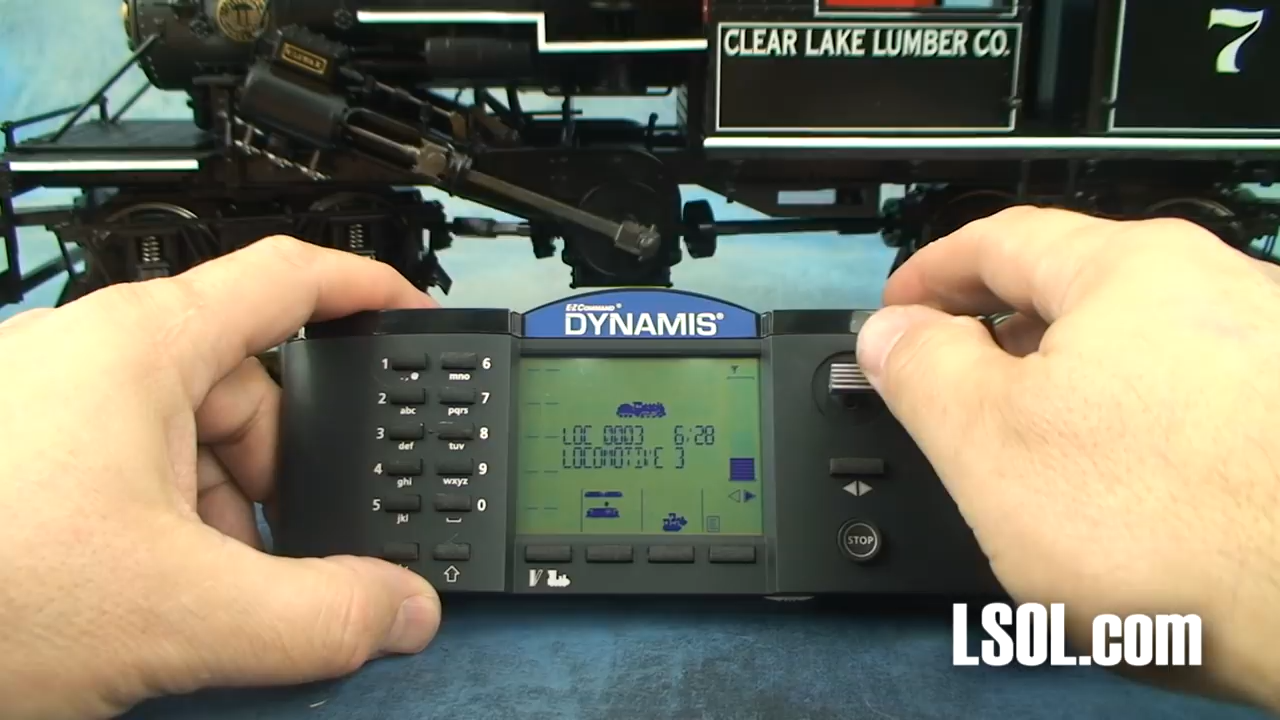 CLEAR LAKE LUMBER CO.
7
E-Z COMMAND®
DYNAMIS®
1 6
.,@ mno
2 7
abc pqrs
3 8
def tuv
4 9
ghi wxyz
5 0
jkl
LOC 0003 6:28
LOCOMOTIVE 3
STOP
LSOL.com